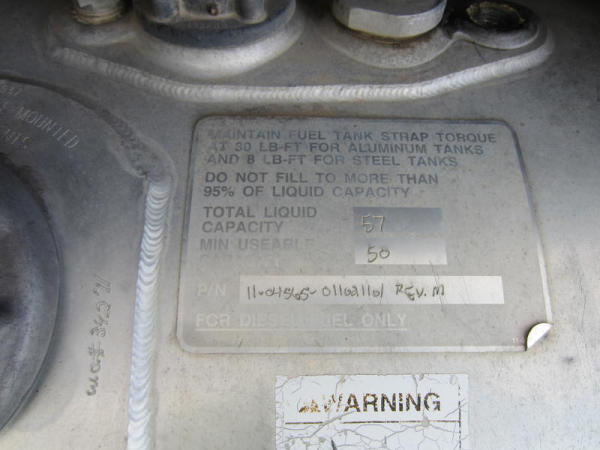 MOUNTED
MAINTAIN FUEL TANK STRAP TORQUE
AT 30 LB-FT FOR ALUMINUM TANKS
AND 8 LB-FT FOR STEEL TANKS
DO NOT FILL TO MORE THAN
95% OF LIQUID CAPACITY
TOTAL LIQUID
CAPACITY 57
MIN USEABLE
50
P/N 11-04565-011021101 REV. M
FOR DIESEL FUEL ONLY
WARNING